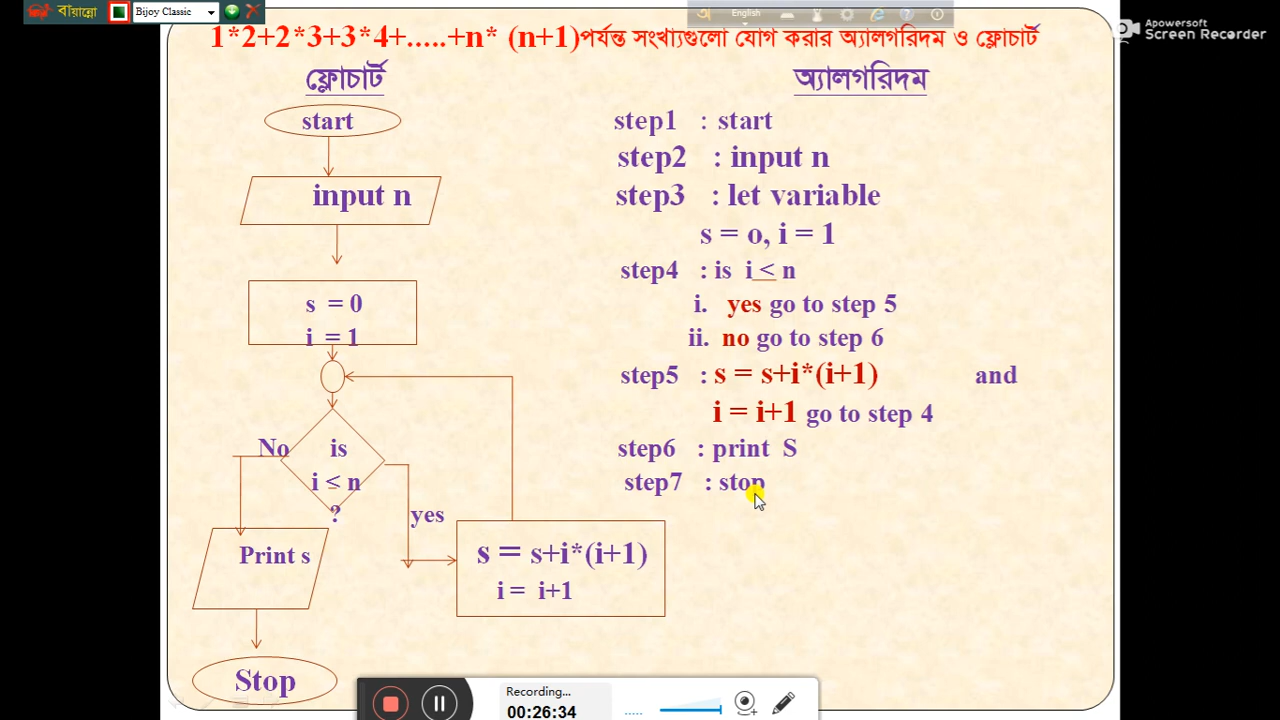 বায়ান্নো
Bijoy Classic
English
Apowersoft
Screen Recorder
1*2+2*3+3*4+.....+n* (n+1)পর্যন্ত সংখ্যগুলো যোগ করার অ্যালগরিদম ও ফ্লোচার্ট
ফ্লোচার্ট
start
input n
s = 0
i = 1
No
is
i ≤ n
?
yes
s = s+i*(i+1)
i = i+1
Print s
Stop
অ্যালগরিদম
step1 : start
step2 : input n
step3 : let variable
s = o, i = 1
step4 : is i < n
i. yes go to step 5
ii. no go to step 6
step5 : s = s+i*(i+1) and
i = i+1 go to step 4
step6 : print S
step7 : stop
Recording...
00:26:34